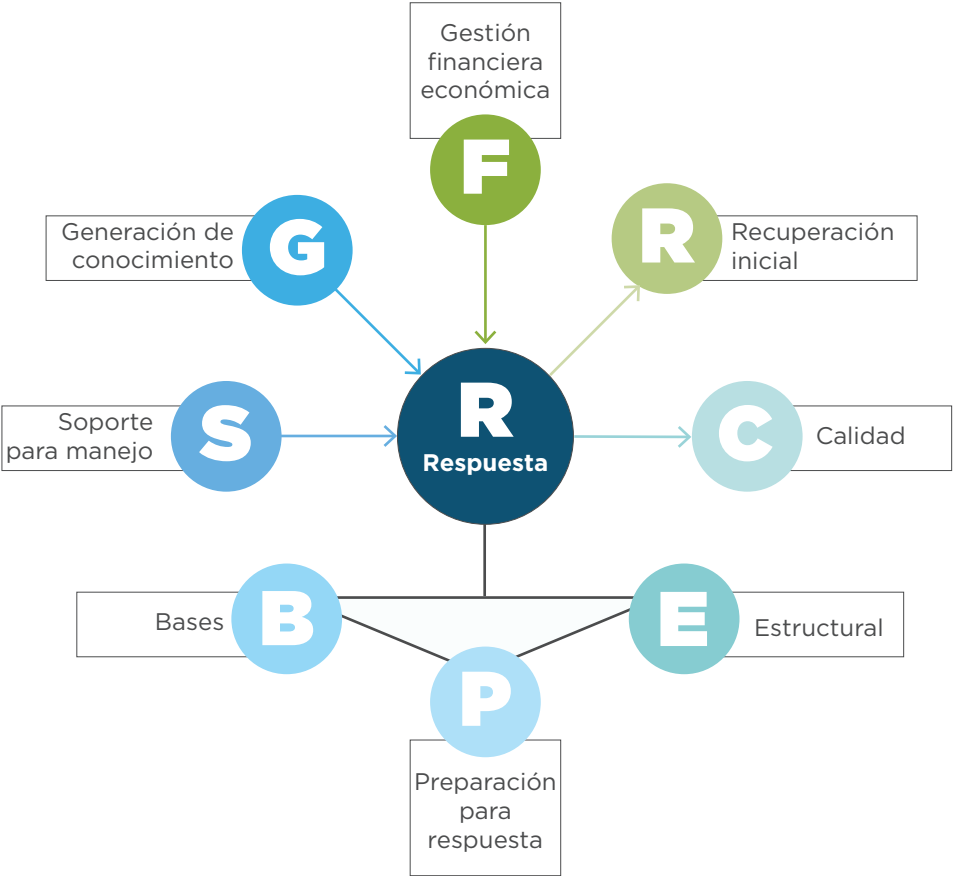 Gestión
financiera
económica
F
Generación de
conocimiento
G
R
Recuperación
inicial
Soporte
para manejo
S
R
Respuesta
C
Calidad
Bases
B
E
Estructural
P
Preparación
para
respuesta